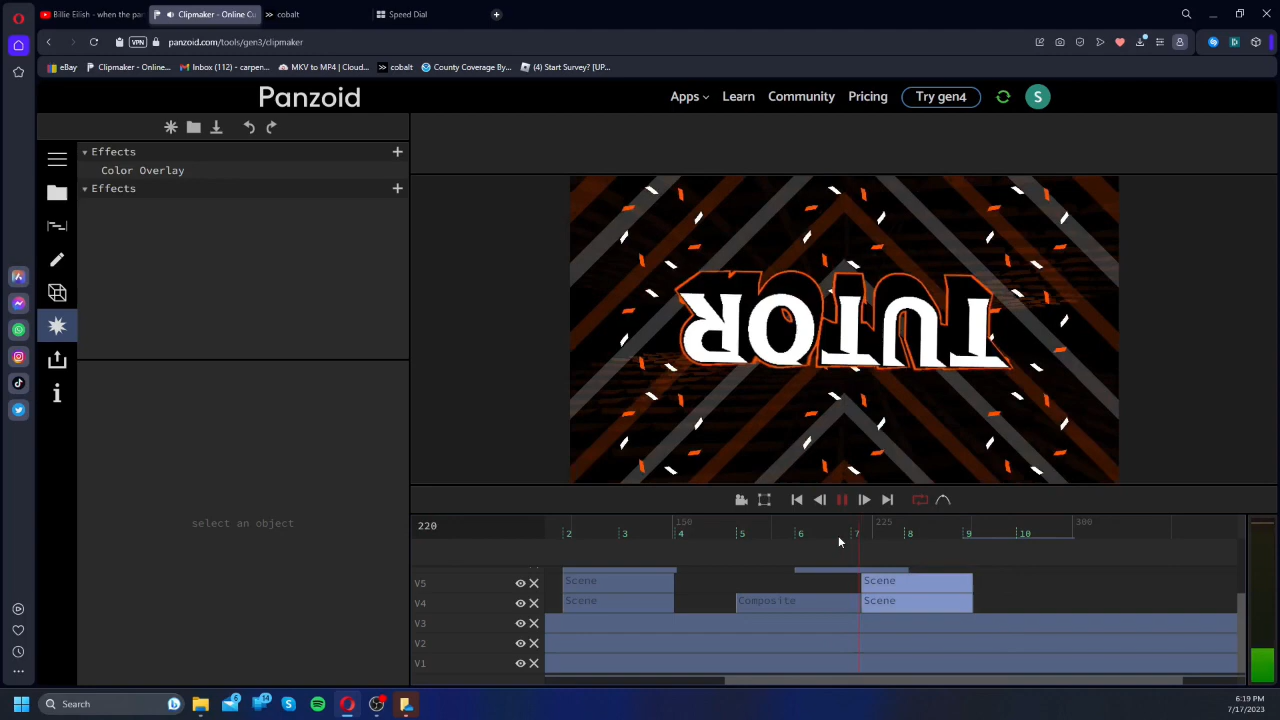 Billie Eilish - when the pa
Clipmaker - Online Cu
>> cobalt
Speed Dial
VPN
panzoid.com/tools/gen3/clipmaker
eBay
Clipmaker - Online...
Inbox (112) - carpen...
MKV to MP4 | Cloud...
>> cobalt
County Coverage By...
(4) Start Survey? [UP...
Panzoid
Apps
Learn
Community
Pricing
Try gen4
S
Effects
Color Overlay
Effects
TUTOR
select an object
220
150
225
300
2
3
4
5
6
7
8
9
10
V5
Scene
Scene
V4
Scene
Composite
Scene
V3
V2
V1
Search
6
14
6:19 PM
7/17/2023